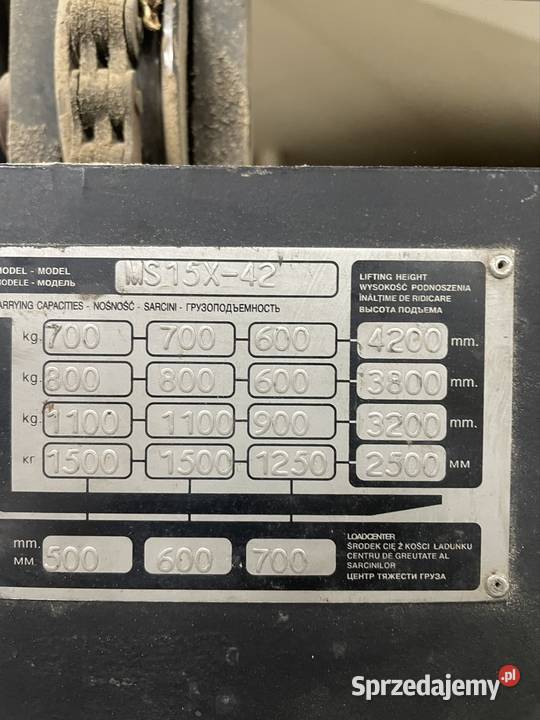 MODEL - MODEL
MODELE - МОДЕЛЬ
MS15X-42
LIFTING HEIGHT
WYSOKOŚĆ PODNOSZENIA
ÎNALŢIME DE RIDICARE
ВЫСОТА ПОДЪЕМА
CARRYING CAPACITIES - NOŚNOŚĆ - SARCINI - ГРУЗОПОДЪЕМНОСТЬ
kg. 700 700 600 4200 mm.
kg. 800 800 600 3800 mm.
kg. 1100 1100 900 3200 mm.
кг 1500 1500 1250 2500 мм
mm.
мм. 500 600 700
LOADCENTER
ŚRODEK CIĘŻKOŚCI ŁADUNKU
CENTRU DE GREUTATE AL
SARCINILOR
ЦЕНТР ТЯЖЕСТИ ГРУЗА
Sprzedajemy.pl